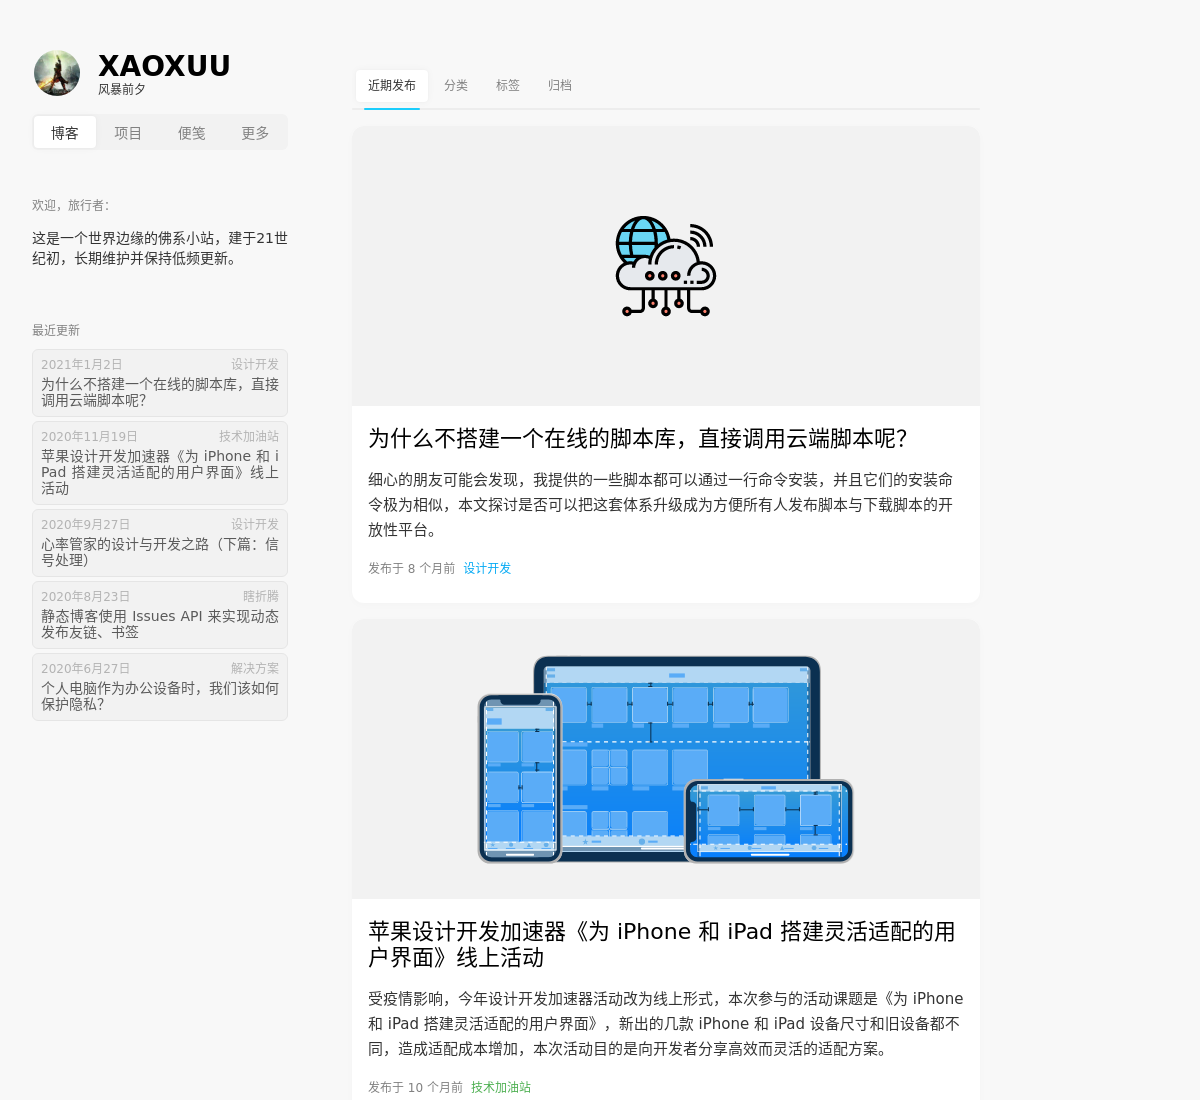 XAOXUU
风暴前夕
博客 项目 便笺 更多
欢迎，旅行者：
这是一个世界边缘的佛系小站，建于21世
纪初，长期维护并保持低频更新。
最近更新
2021年1月2日 设计开发
为什么不搭建一个在线的脚本库，直接
调用云端脚本呢？
2020年11月19日 技术加油站
苹果设计开发加速器《为 iPhone 和 i
Pad 搭建灵活适配的用户界面》线上
活动
2020年9月27日 设计开发
心率管家的设计与开发之路（下篇：信
号处理）
2020年8月23日 瞎折腾
静态博客使用 Issues API 来实现动态
发布友链、书签
2020年6月27日 解决方案
个人电脑作为办公设备时，我们该如何
保护隐私？
近期发布 分类 标签 归档
为什么不搭建一个在线的脚本库，直接调用云端脚本呢？
细心的朋友可能会发现，我提供的一些脚本都可以通过一行命令安装，并且它们的安装命
令极为相似，本文探讨是否可以把这套体系升级成为方便所有人发布脚本与下载脚本的开
放性平台。
发布于 8 个月前 设计开发
苹果设计开发加速器《为 iPhone 和 iPad 搭建灵活适配的用
户界面》线上活动
受疫情影响，今年设计开发加速器活动改为线上形式，本次参与的活动课题是《为 iPhone
和 iPad 搭建灵活适配的用户界面》，新出的几款 iPhone 和 iPad 设备尺寸和旧设备都不
同，造成适配成本增加，本次活动目的是向开发者分享高效而灵活的适配方案。
发布于 10 个月前 技术加油站